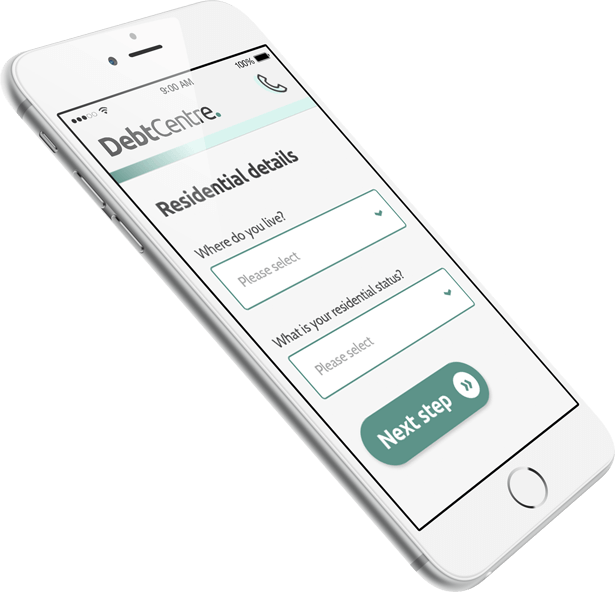 9:00 AM
100%
DebtCentre.
Residential details
Where do you live?
Please select
What is your residential status?
Please select
Next step